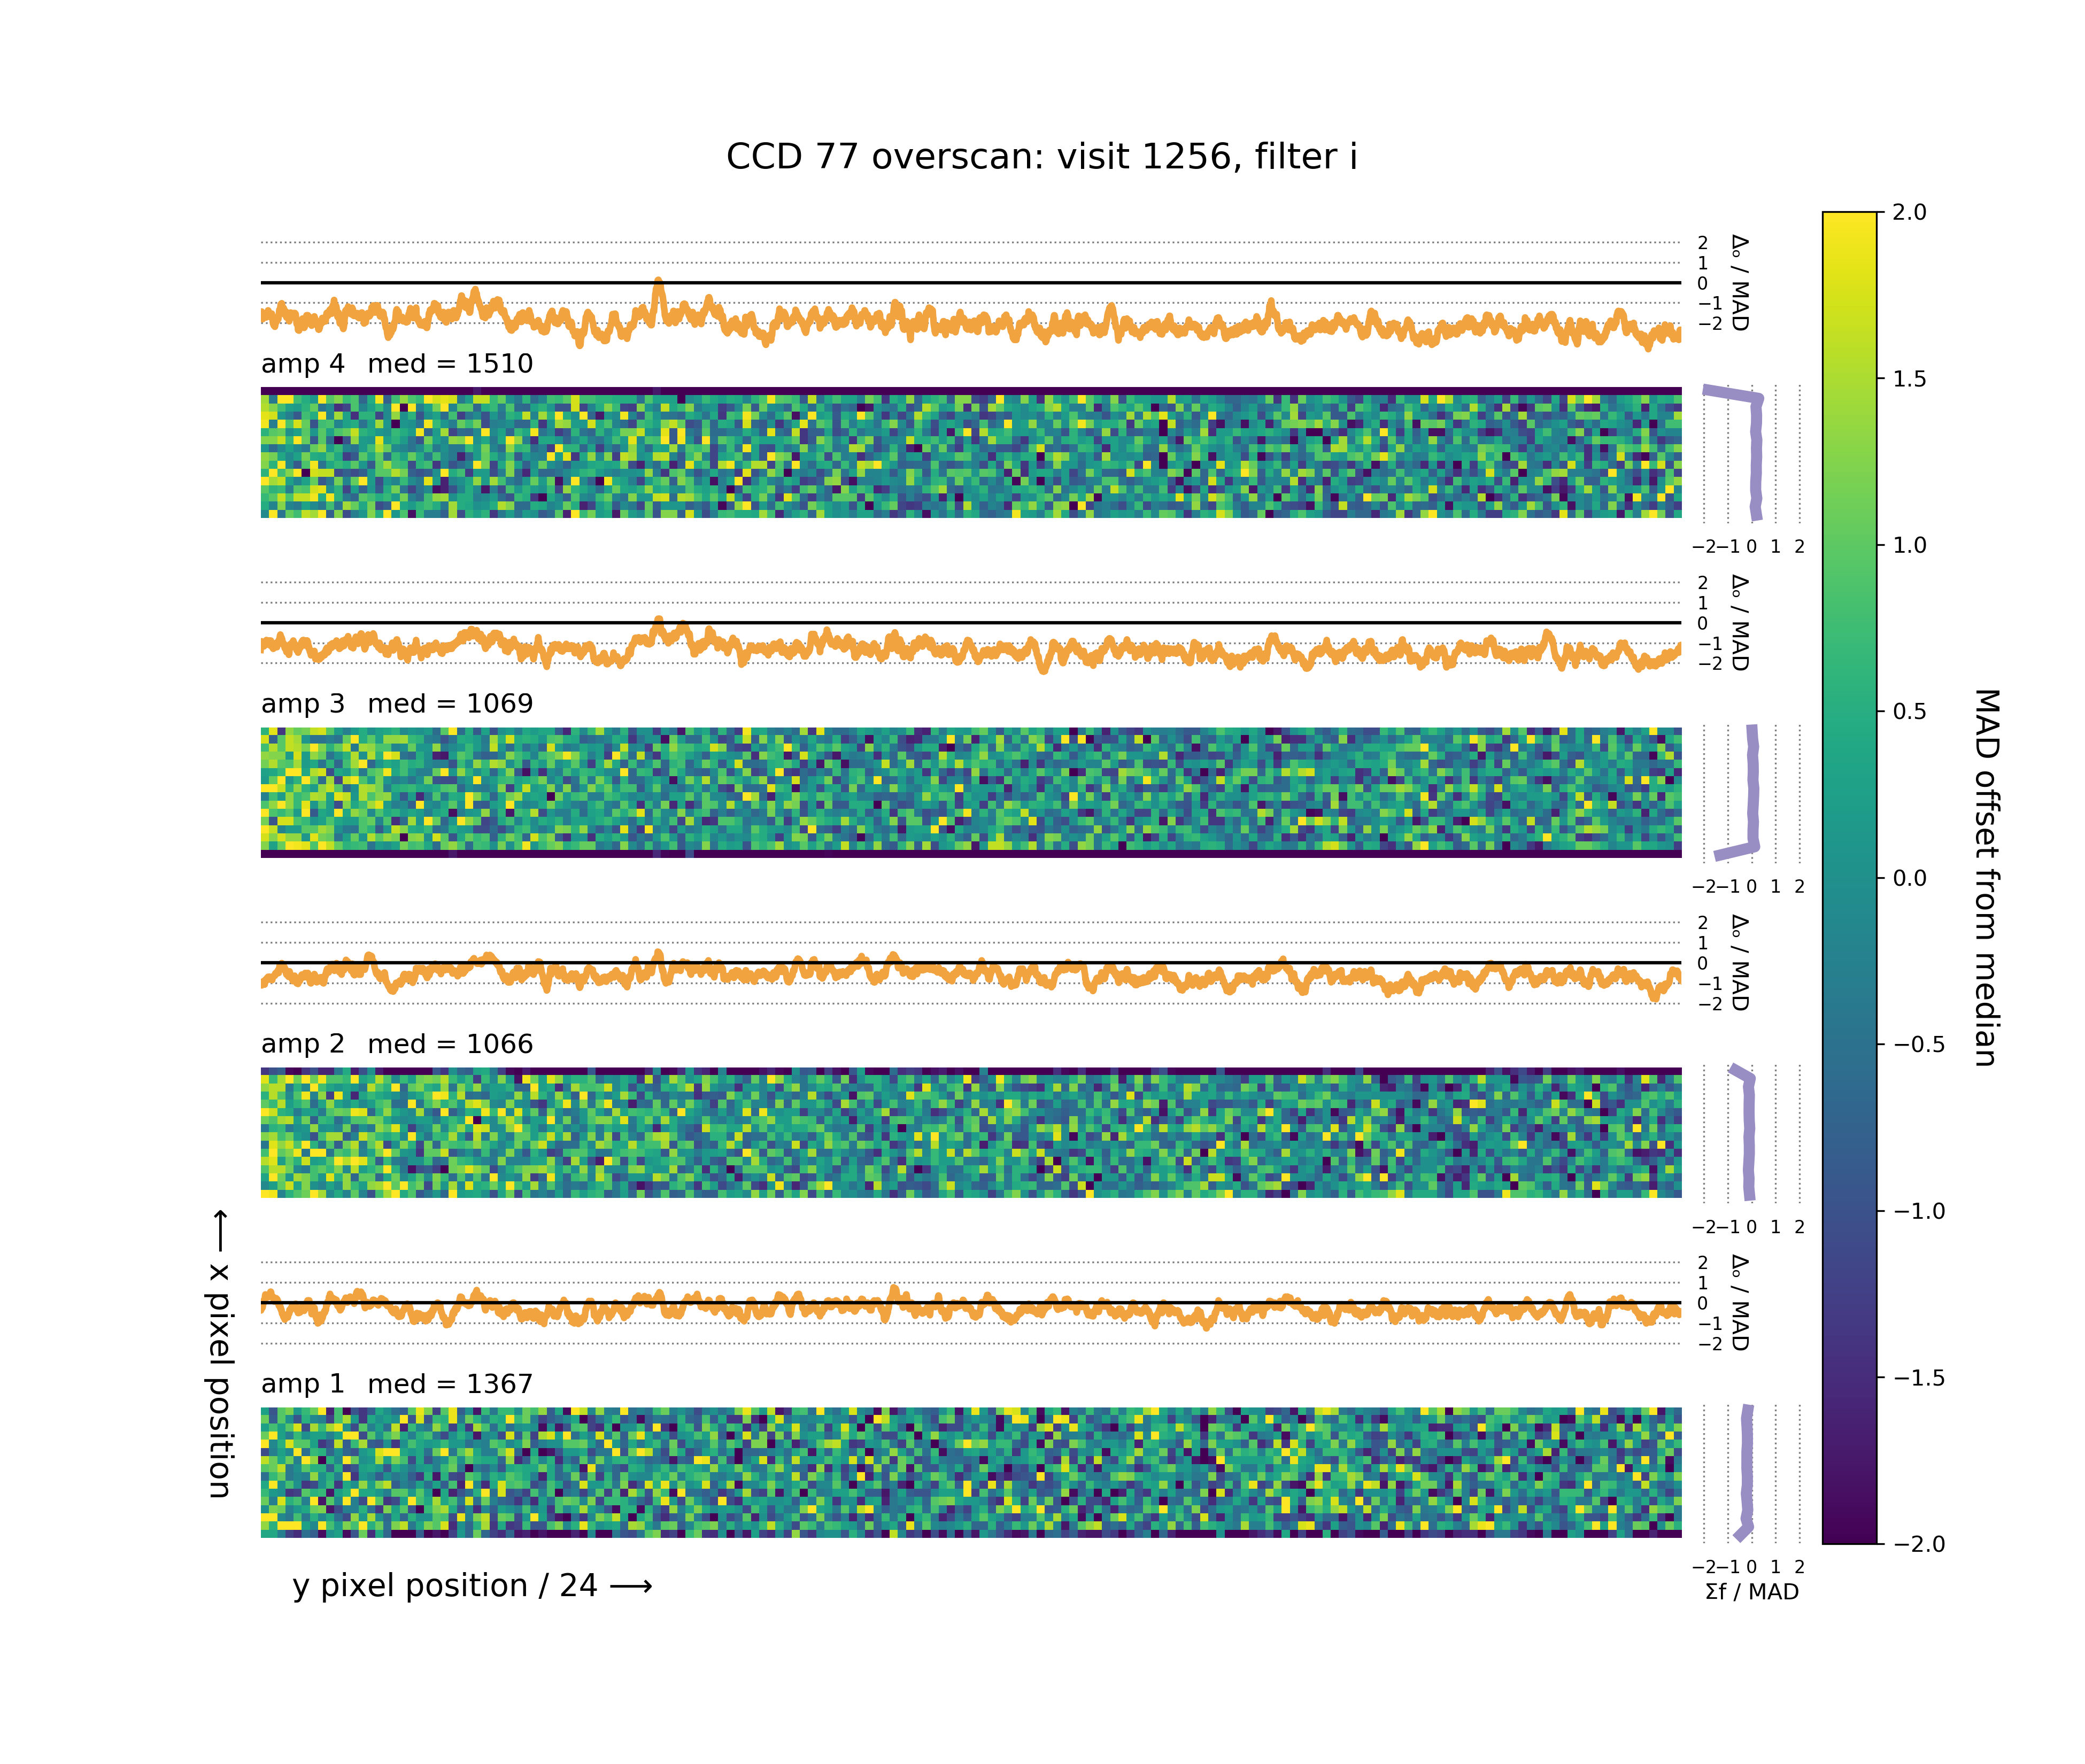 CCD 77 overscan: visit 1256, filter i
2
1
0
−1
−2
Δₒ / MAD
amp 4 med = 1510
−2 −1 0 1 2
2
1
0
−1
−2
Δₒ / MAD
amp 3 med = 1069
−2 −1 0 1 2
2
1
0
−1
−2
Δₒ / MAD
amp 2 med = 1066
−2 −1 0 1 2
2
1
0
−1
−2
Δₒ / MAD
amp 1 med = 1367
−2 −1 0 1 2
Σf / MAD
⟵ x pixel position
y pixel position / 24 ⟶
2.0
1.5
1.0
0.5
0.0
−0.5
−1.0
−1.5
−2.0
MAD offset from median